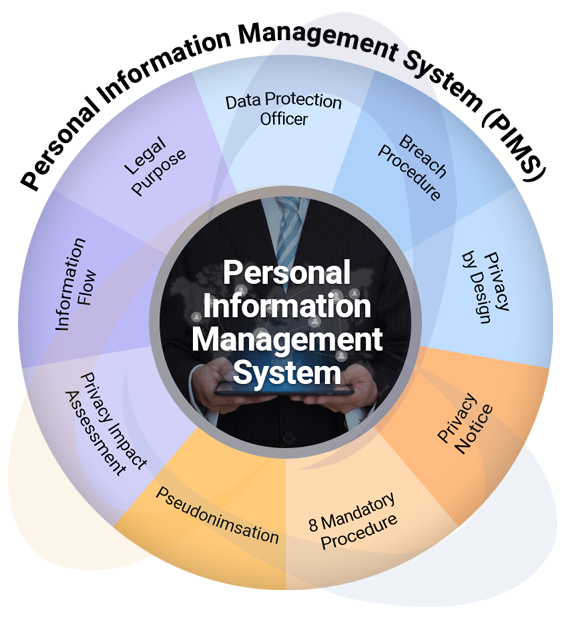 Personal Information Management System (PIMS)
Data Protection
Officer
Breach
Procedure
Privacy
by Design
Privacy
Notice
8 Mandatory
Procedure
Pseudonimsation
Privacy Impact
Assessment
Information
Flow
Legal
Purpose
Personal
Information
Management
System